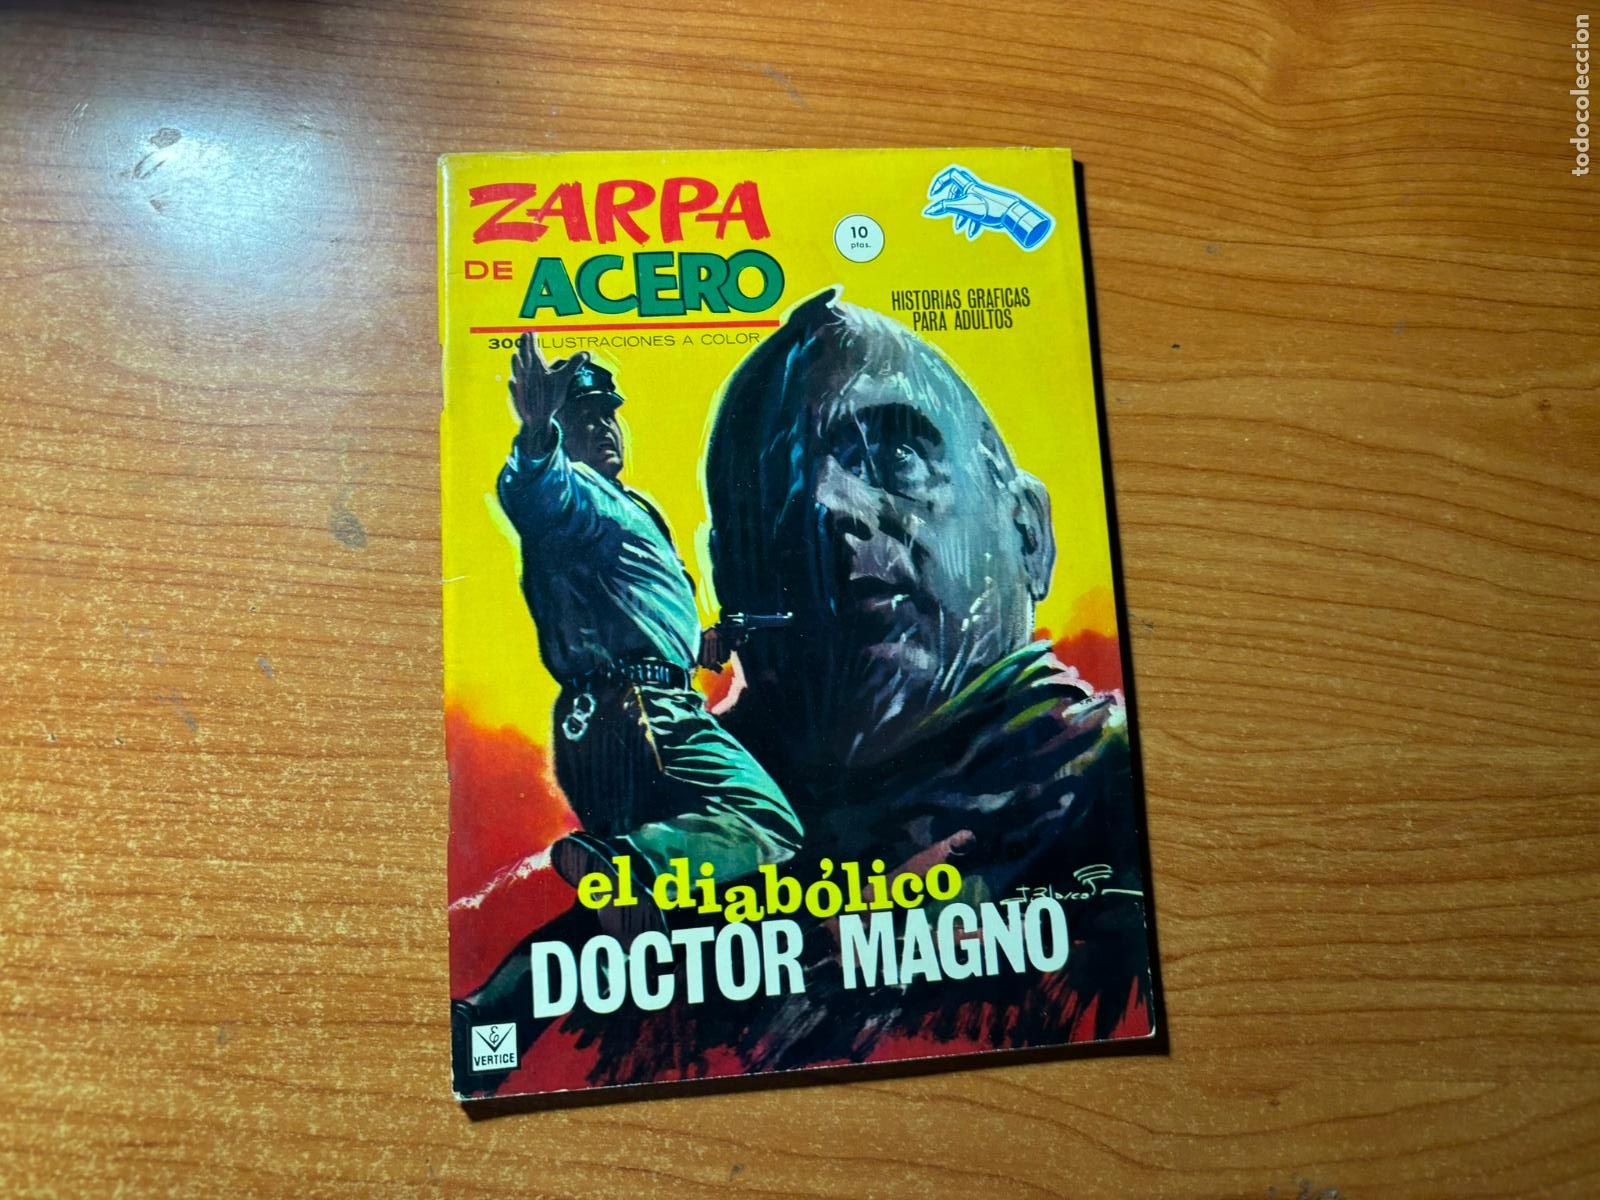 ZARPA
DE ACERO
300 ILUSTRACIONES A COLOR
10
ptas.
HISTORIAS GRAFICAS
PARA ADULTOS
el diabólico
DOCTOR MAGNO
VERTICE
todocoleccion